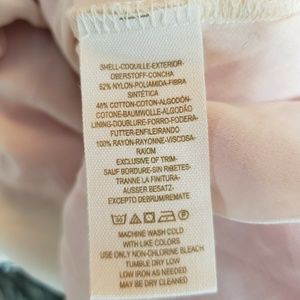 SHELL-COQUILLE-EXTERIOR-
OBERSTOFF-CONCHA
52% NYLON-POLIAMIDA-FIBRA
SINTÉTICA
48% COTTON-COTON-ALGODÓN-
COTONE-BAUMWOLLE-ALGODÃO
LINING-DOUBLURE-FORRO-FODERA-
FUTTER-ENFILEIRANDO
100% RAYON-RAYONNE-VISCOSA-
RAIOM
EXCLUSIVE OF TRIM-
SAUF BORDURE-SIN RIBETES-
TRANNE LA FINITURA-
AUSSER BESATZ-
EXCEPTO DEBPRUM/REMATE
MACHINE WASH COLD
WITH LIKE COLORS
USE ONLY NON-CHLORINE BLEACH
TUMBLE DRY LOW
LOW IRON AS NEEDED
MAY BE DRY CLEANED